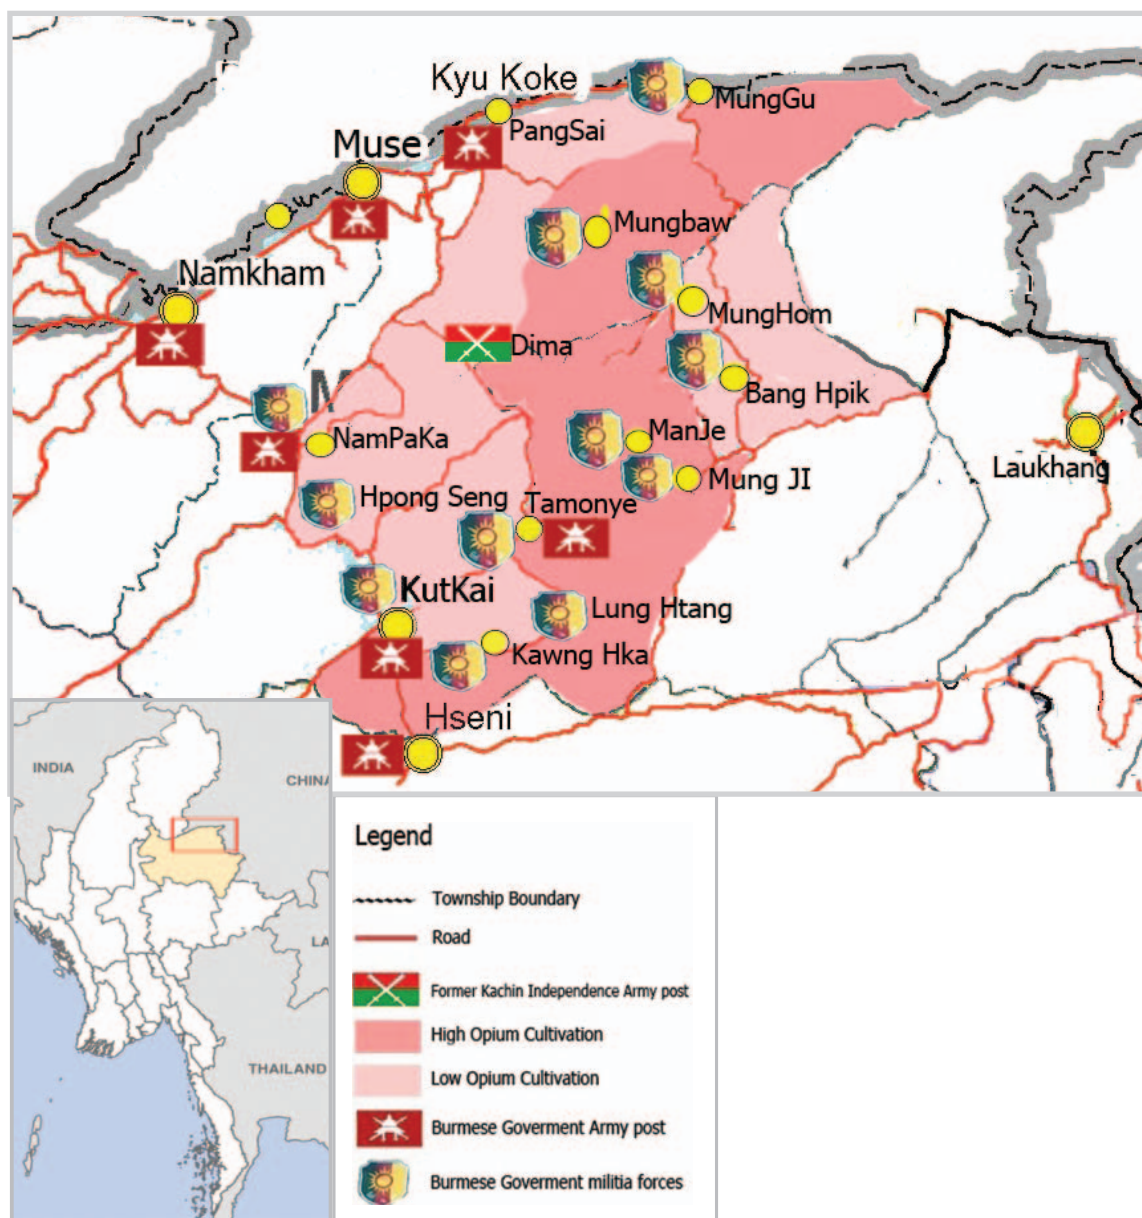 Kyu Koke
MungGu
PangSai
Muse
Mungbaw
Namkham
MungHom
Dima
Bang Hpik
M
NamPaKa
ManJe
Laukhang
Mung JI
Hpong Seng
Tamonye
KutKai
Lung Htang
Kawng Hka
Hseni
INDIA
CHINA
LA
THAILAND
Legend
Township Boundary
Road
Former Kachin Independence Army post
High Opium Cultivation
Low Opium Cultivation
Burmese Goverment Army post
Burmese Goverment militia forces